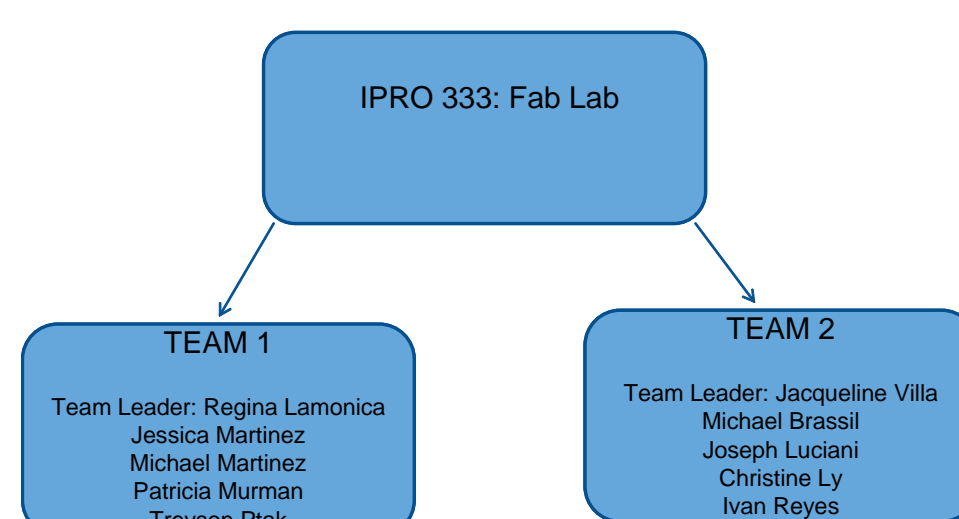 IPRO 333: Fab Lab
TEAM 1
Team Leader: Regina Lamonica
Jessica Martinez
Michael Martinez
Patricia Murman
TEAM 2
Team Leader: Jacqueline Villa
Michael Brassil
Joseph Luciani
Christine Ly
Ivan Reyes